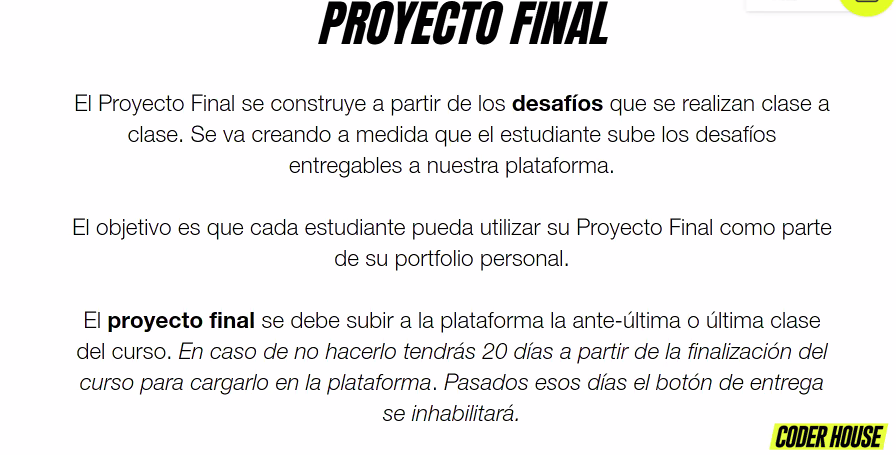 PROYECTO FINAL
El Proyecto Final se construye a partir de los desafíos que se realizan clase a
clase. Se va creando a medida que el estudiante sube los desafíos
entregables a nuestra plataforma.
El objetivo es que cada estudiante pueda utilizar su Proyecto Final como parte
de su portfolio personal.
El proyecto final se debe subir a la plataforma la ante-última o última clase
del curso. En caso de no hacerlo tendrás 20 días a partir de la finalización del
curso para cargarlo en la plataforma. Pasados esos días el botón de entrega
se inhabilitará.
CODER HOUSE